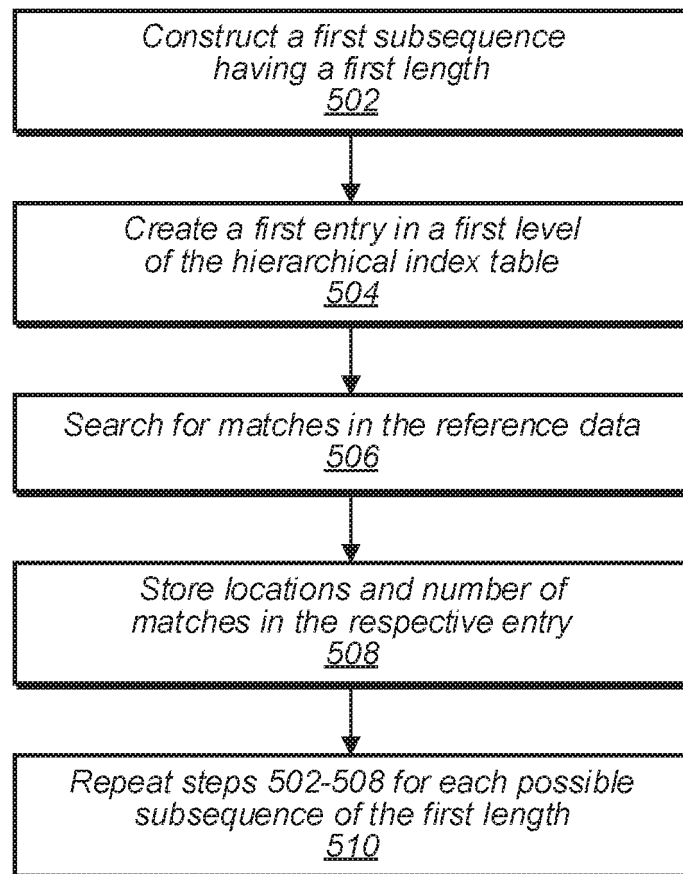 Construct a first subsequence
having a first length
502
Create a first entry in a first level
of the hierarchical index table
504
Search for matches in the reference data
506
Store locations and number of
matches in the respective entry
508
Repeat steps 502-508 for each possible
subsequence of the first length
510